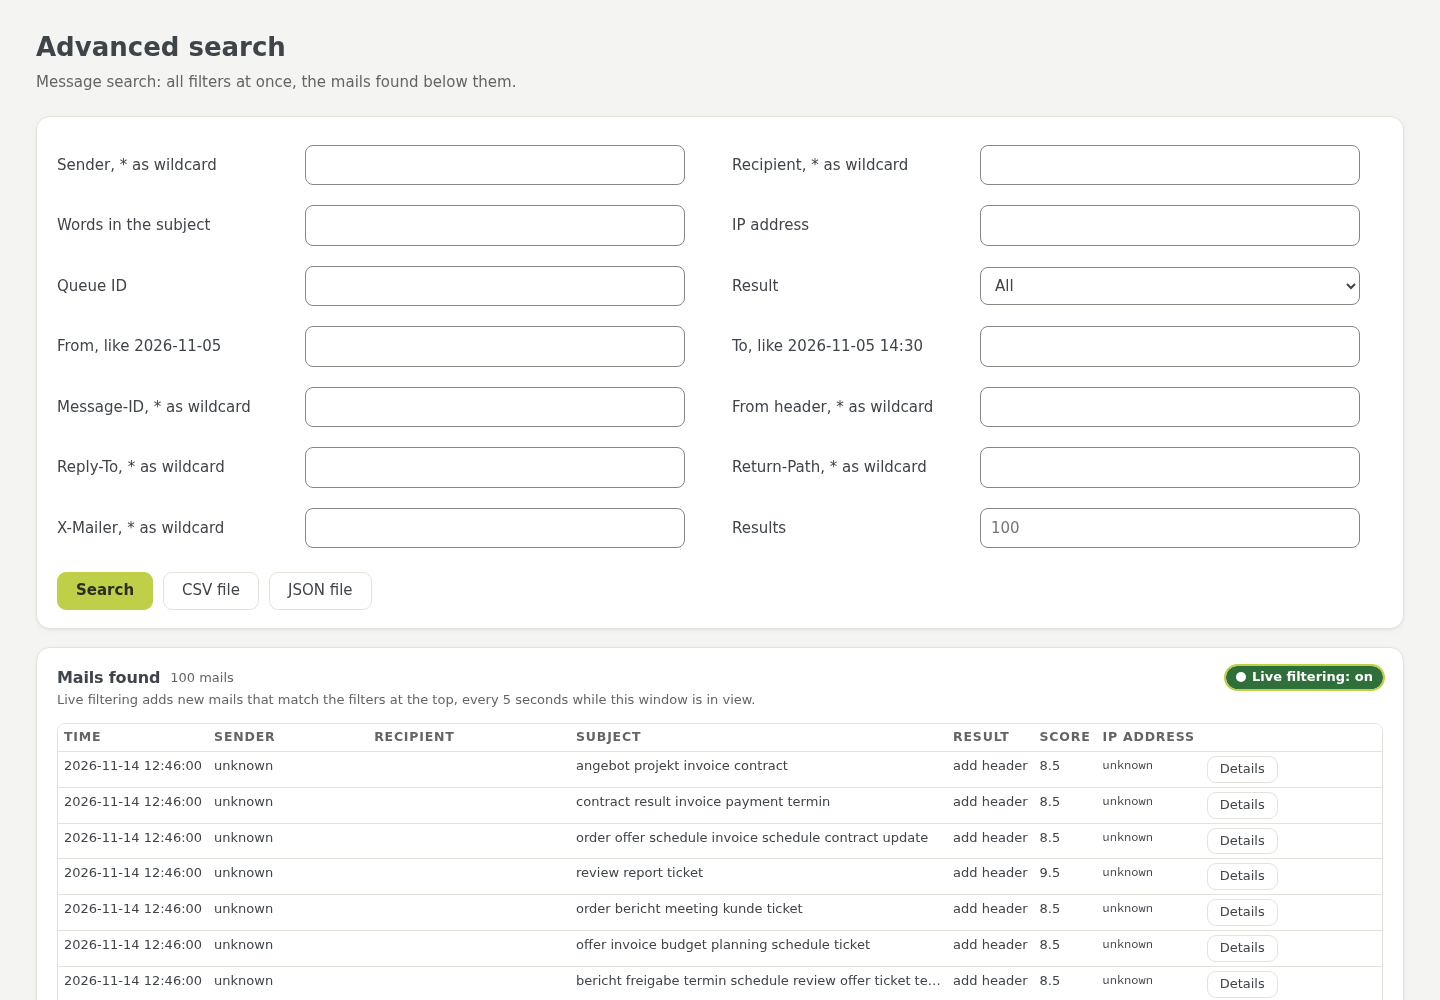 Advanced search
Message search: all filters at once, the mails found below them.
Sender, * as wildcard
Recipient, * as wildcard
Words in the subject
IP address
Queue ID
Result All
From, like 2026-11-05
To, like 2026-11-05 14:30
Message-ID, * as wildcard
From header, * as wildcard
Reply-To, * as wildcard
Return-Path, * as wildcard
X-Mailer, * as wildcard
Results 100
Search CSV file JSON file
Mails found 100 mails Live filtering: on
Live filtering adds new mails that match the filters at the top, every 5 seconds while this window is in view.
TIME SENDER RECIPIENT SUBJECT RESULT SCORE IP ADDRESS
2026-11-14 12:46:00 unknown angebot projekt invoice contract add header 8.5 unknown Details
2026-11-14 12:46:00 unknown contract result invoice payment termin add header 8.5 unknown Details
2026-11-14 12:46:00 unknown order offer schedule invoice schedule contract update add header 8.5 unknown Details
2026-11-14 12:46:00 unknown review report ticket add header 9.5 unknown Details
2026-11-14 12:46:00 unknown order bericht meeting kunde ticket add header 8.5 unknown Details
2026-11-14 12:46:00 unknown offer invoice budget planning schedule ticket add header 8.5 unknown Details
2026-11-14 12:46:00 unknown bericht freigabe termin schedule review offer ticket te… add header 8.5 unknown Details